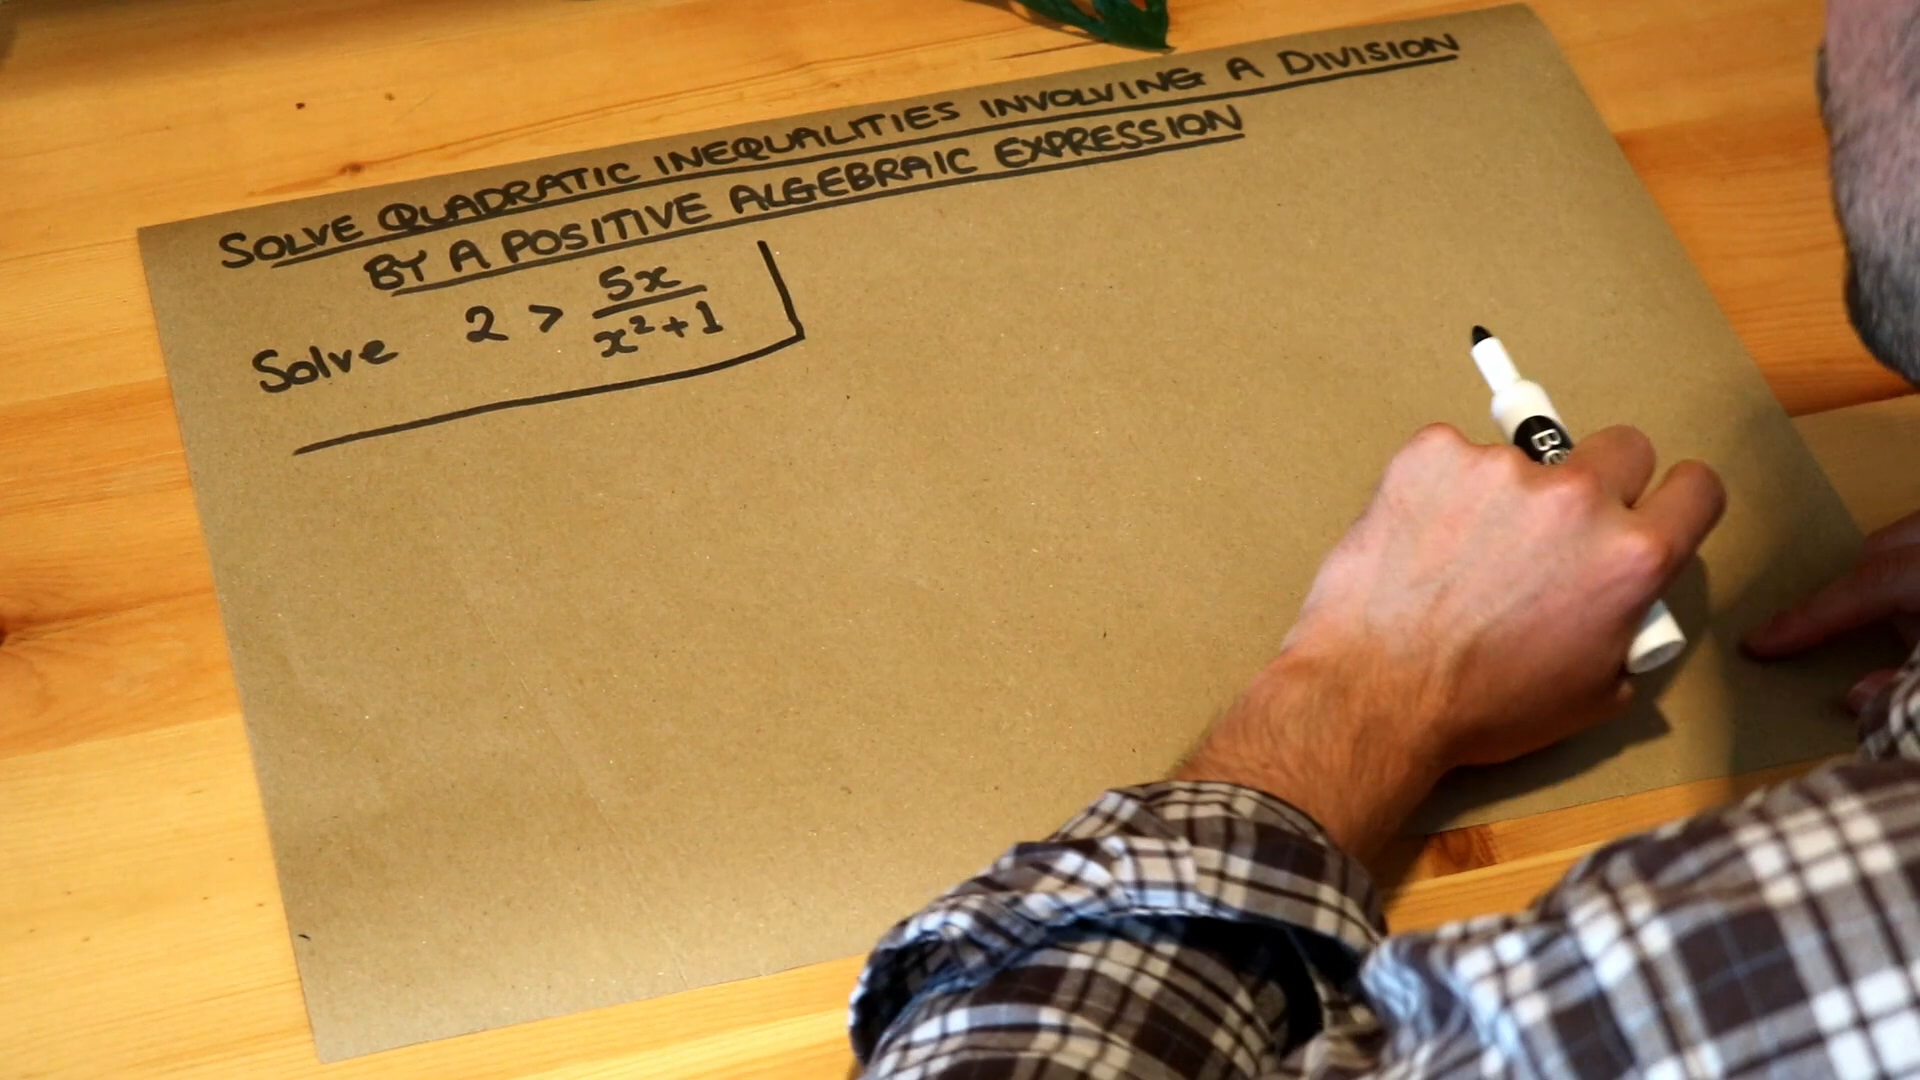 SOLVE QUADRATIC INEQUALITIES INVOLVING A DIVISION
BY A POSITIVE ALGEBRAIC EXPRESSION
Solve 2 > 5x / x²+1